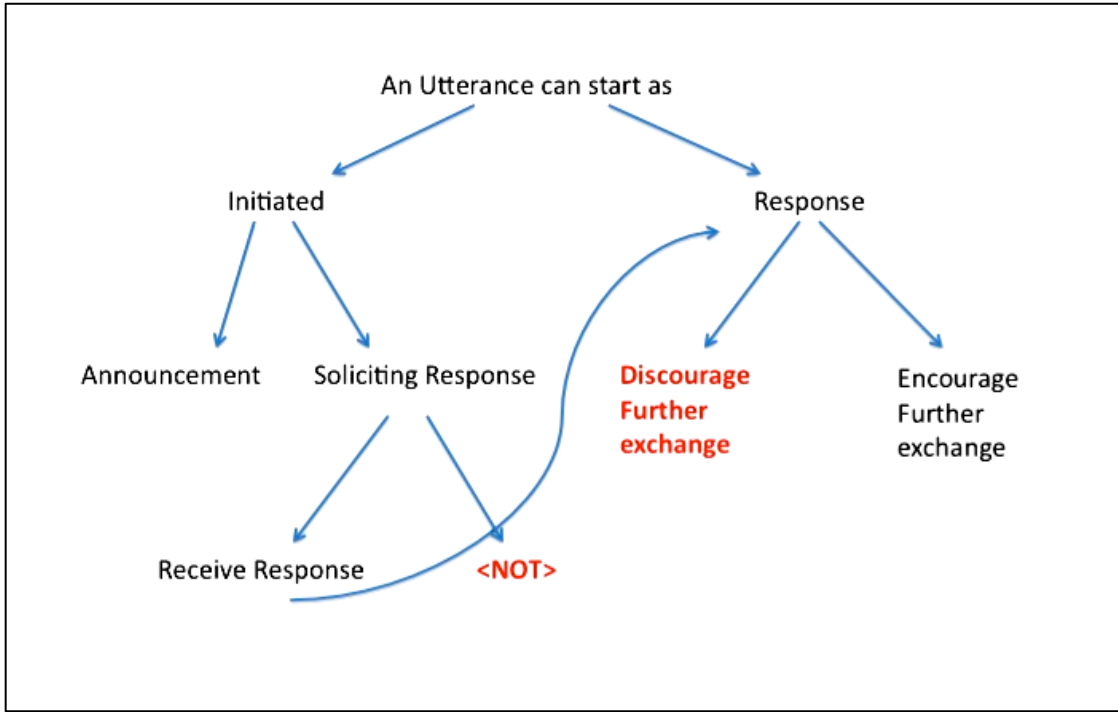 An Utterance can start as
Initiated
Response
Announcement
Soliciting Response
Discourage
Further
exchange
Encourage
Further
exchange
Receive Response
<NOT>